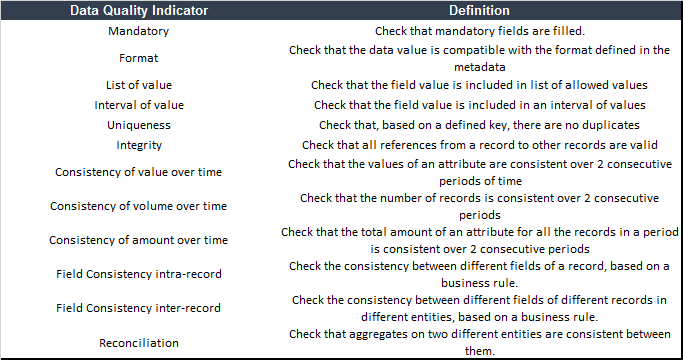 Data Quality Indicator Definition
Mandatory Check that mandatory fields are filled.
Format Check that the data value is compatible with the format defined in the
metadata
List of value Check that the field value is included in list of allowed values
Interval of value Check that the field value is included in an interval of values
Uniqueness Check that, based on a defined key, there are no duplicates
Integrity Check that all references from a record to other records are valid
Consistency of value over time Check that the values of an attribute are consistent over 2 consecutive
periods of time
Consistency of volume over time Check that the number of records is consistent over 2 consecutive
periods
Consistency of amount over time Check that the total amount of an attribute for all the records in a period
is consistent over 2 consecutive periods
Field Consistency intra-record Check the consistency between different fields of a record, based on a
business rule.
Field Consistency inter-record Check the consistency between different fields of different records in
different entities, based on a business rule.
Reconciliation Check that aggregates on two different entities are consistent between
them.